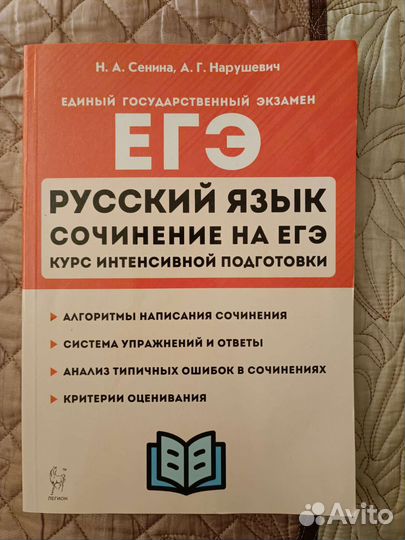 Н. А. Сенина, А. Г. Нарушевич
ЕДИНЫЙ ГОСУДАРСТВЕННЫЙ ЭКЗАМЕН
ЕГЭ
РУССКИЙ ЯЗЫК
СОЧИНЕНИЕ НА ЕГЭ
КУРС ИНТЕНСИВНОЙ ПОДГОТОВКИ
АЛГОРИТМЫ НАПИСАНИЯ СОЧИНЕНИЯ
СИСТЕМА УПРАЖНЕНИЙ И ОТВЕТЫ
АНАЛИЗ ТИПИЧНЫХ ОШИБОК В СОЧИНЕНИЯХ
КРИТЕРИИ ОЦЕНИВАНИЯ
ЛЕГИОН
Avito